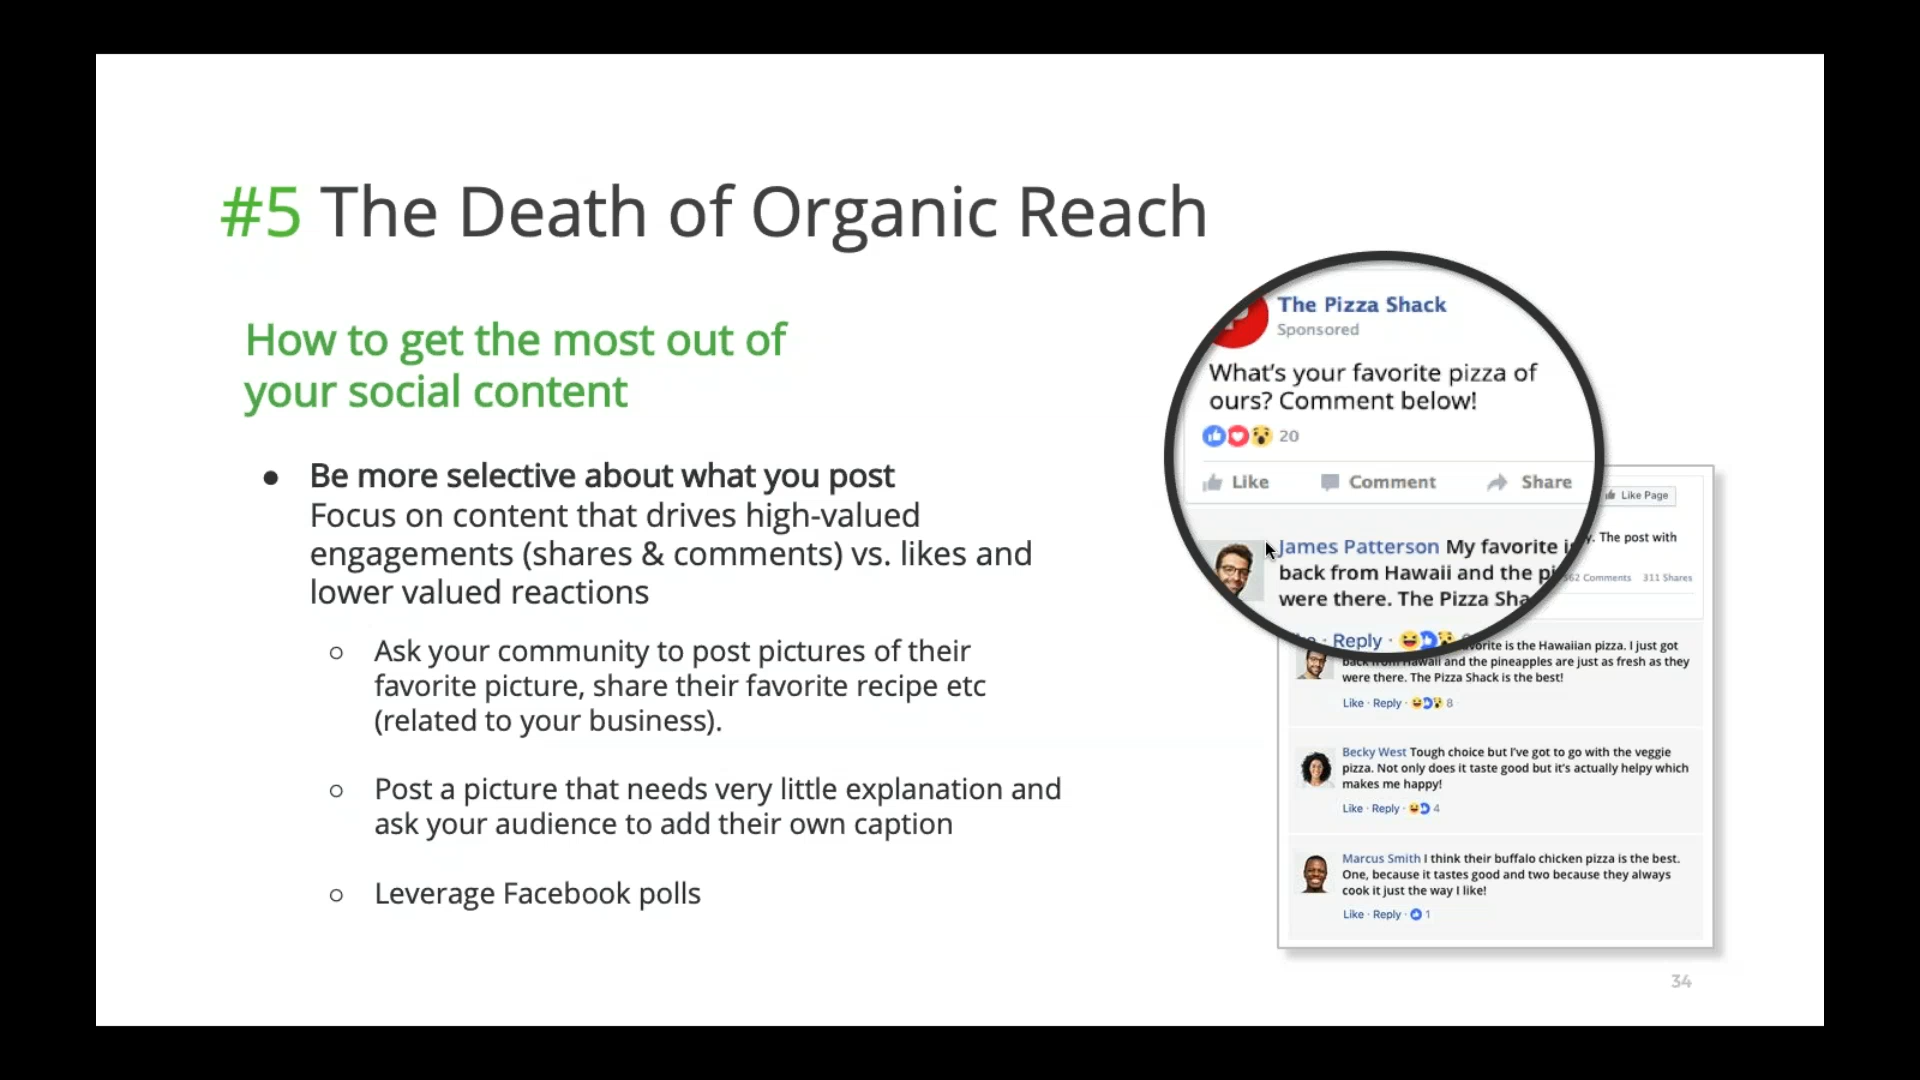 #5 The Death of Organic Reach
How to get the most out of
your social content
● Be more selective about what you post
Focus on content that drives high-valued
engagements (shares & comments) vs. likes and
lower valued reactions
○ Ask your community to post pictures of their
favorite picture, share their favorite recipe etc
(related to your business).
○ Post a picture that needs very little explanation and
ask your audience to add their own caption
○ Leverage Facebook polls
The Pizza Shack
Sponsored
What's your favorite pizza of
ours? Comment below!
20
Like Comment Share
James Patterson My favorite
back from Hawaii and the
were there. The Pizza
Reply
Like Page
The post with
Comments 311 Shares
is the Hawaiian pizza. I just got
back from Hawaii and the pineapples are just as fresh as they
were there. The Pizza Shack is the best!
Like · Reply · 8
Becky West Tough choice but I've got to go with the veggie
pizza. Not only does it taste good but it's actually helpy which
makes me happy!
Like · Reply · 4
Marcus Smith I think their buffalo chicken pizza is the best.
One, because it tastes good and two because they always
cook it just the way I like!
Like · Reply · 1
34